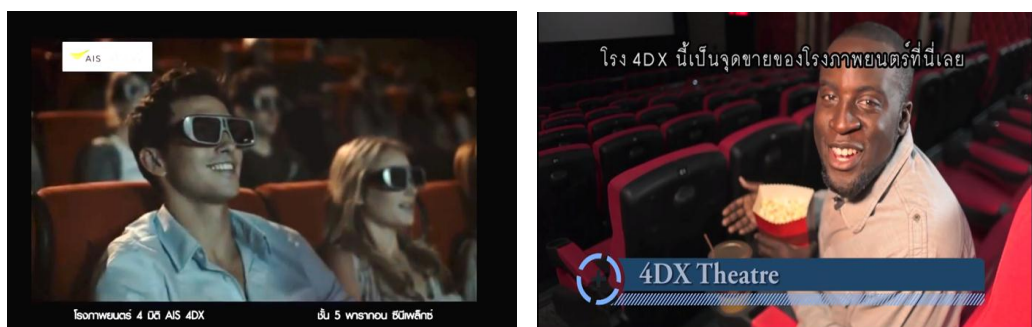 AIS
โรงภาพยนตร์ 4 มิติ AIS 4DX
ชั้น 5 พารากอน ซีนีเพล็กซ์
โรง 4DX นี้เป็นจุดขายของโรงภาพยนตร์ที่นี่เลย
4DX Theatre